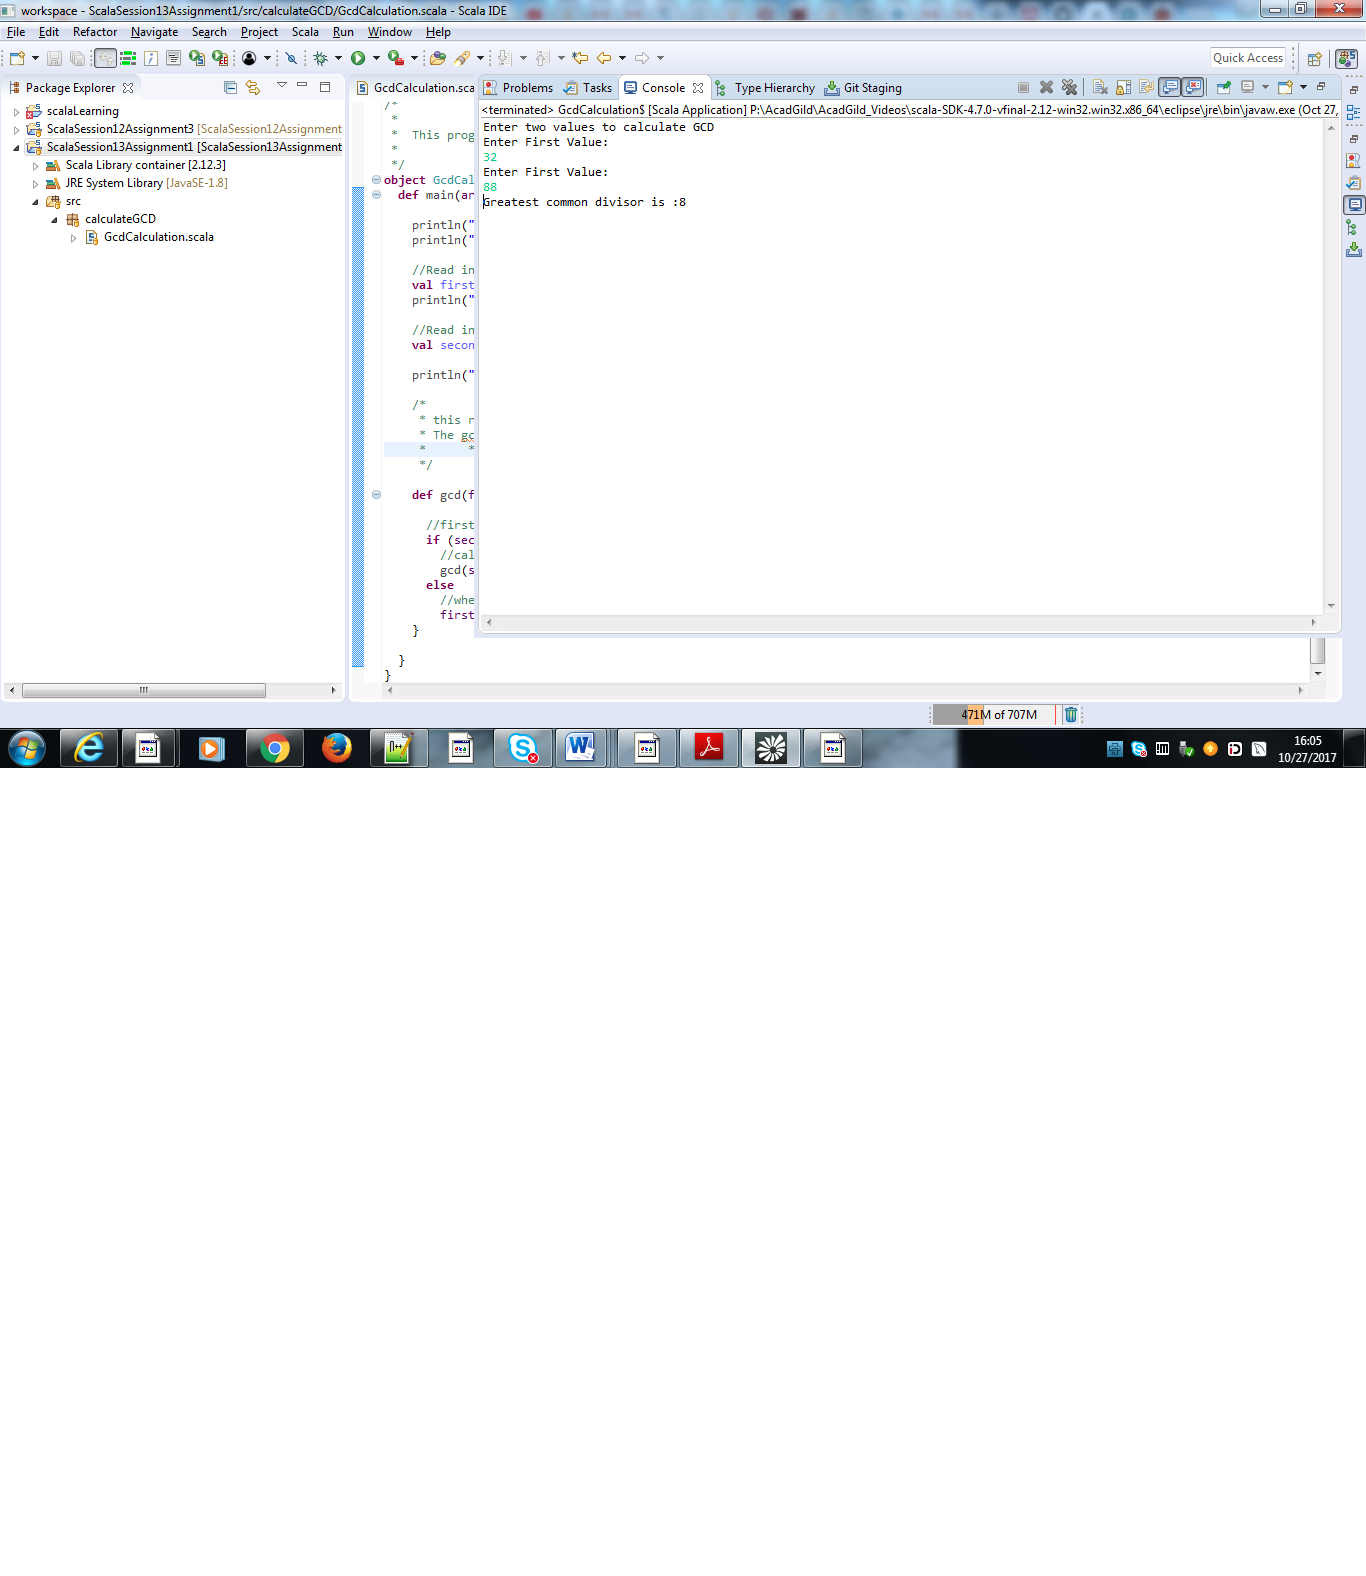 workspace - ScalaSession13Assignment1/src/calculateGCD/GcdCalculation.scala - Scala IDE
File Edit Refactor Navigate Search Project Scala Run Window Help
Quick Access
Package Explorer
scalaLearning
ScalaSession12Assignment3 [ScalaSession12Assignment
ScalaSession13Assignment1 [ScalaSession13Assignment
Scala Library container [2.12.3]
JRE System Library [JavaSE-1.8]
src
calculateGCD
GcdCalculation.scala
GcdCalculation.sca
/*
*
* This prog
*
*/
object GcdCal
def main(ar
println("
println("
//Read in
val first
println("
//Read in
val secon
println("
/*
* this r
* The gc
* *
*/
def gcd(f
//first
if (sec
//cal
gcd(s
else
//whe
first
}
}
}
Problems Tasks Console Type Hierarchy Git Staging
<terminated> GcdCalculation$ [Scala Application] P:\AcadGild\AcadGild_Videos\scala-SDK-4.7.0-vfinal-2.12-win32.win32.x86_64\eclipse\jre\bin\javaw.exe (Oct 27,
Enter two values to calculate GCD
Enter First Value:
32
Enter First Value:
88
Greatest common divisor is :8
471M of 707M
16:05
10/27/2017